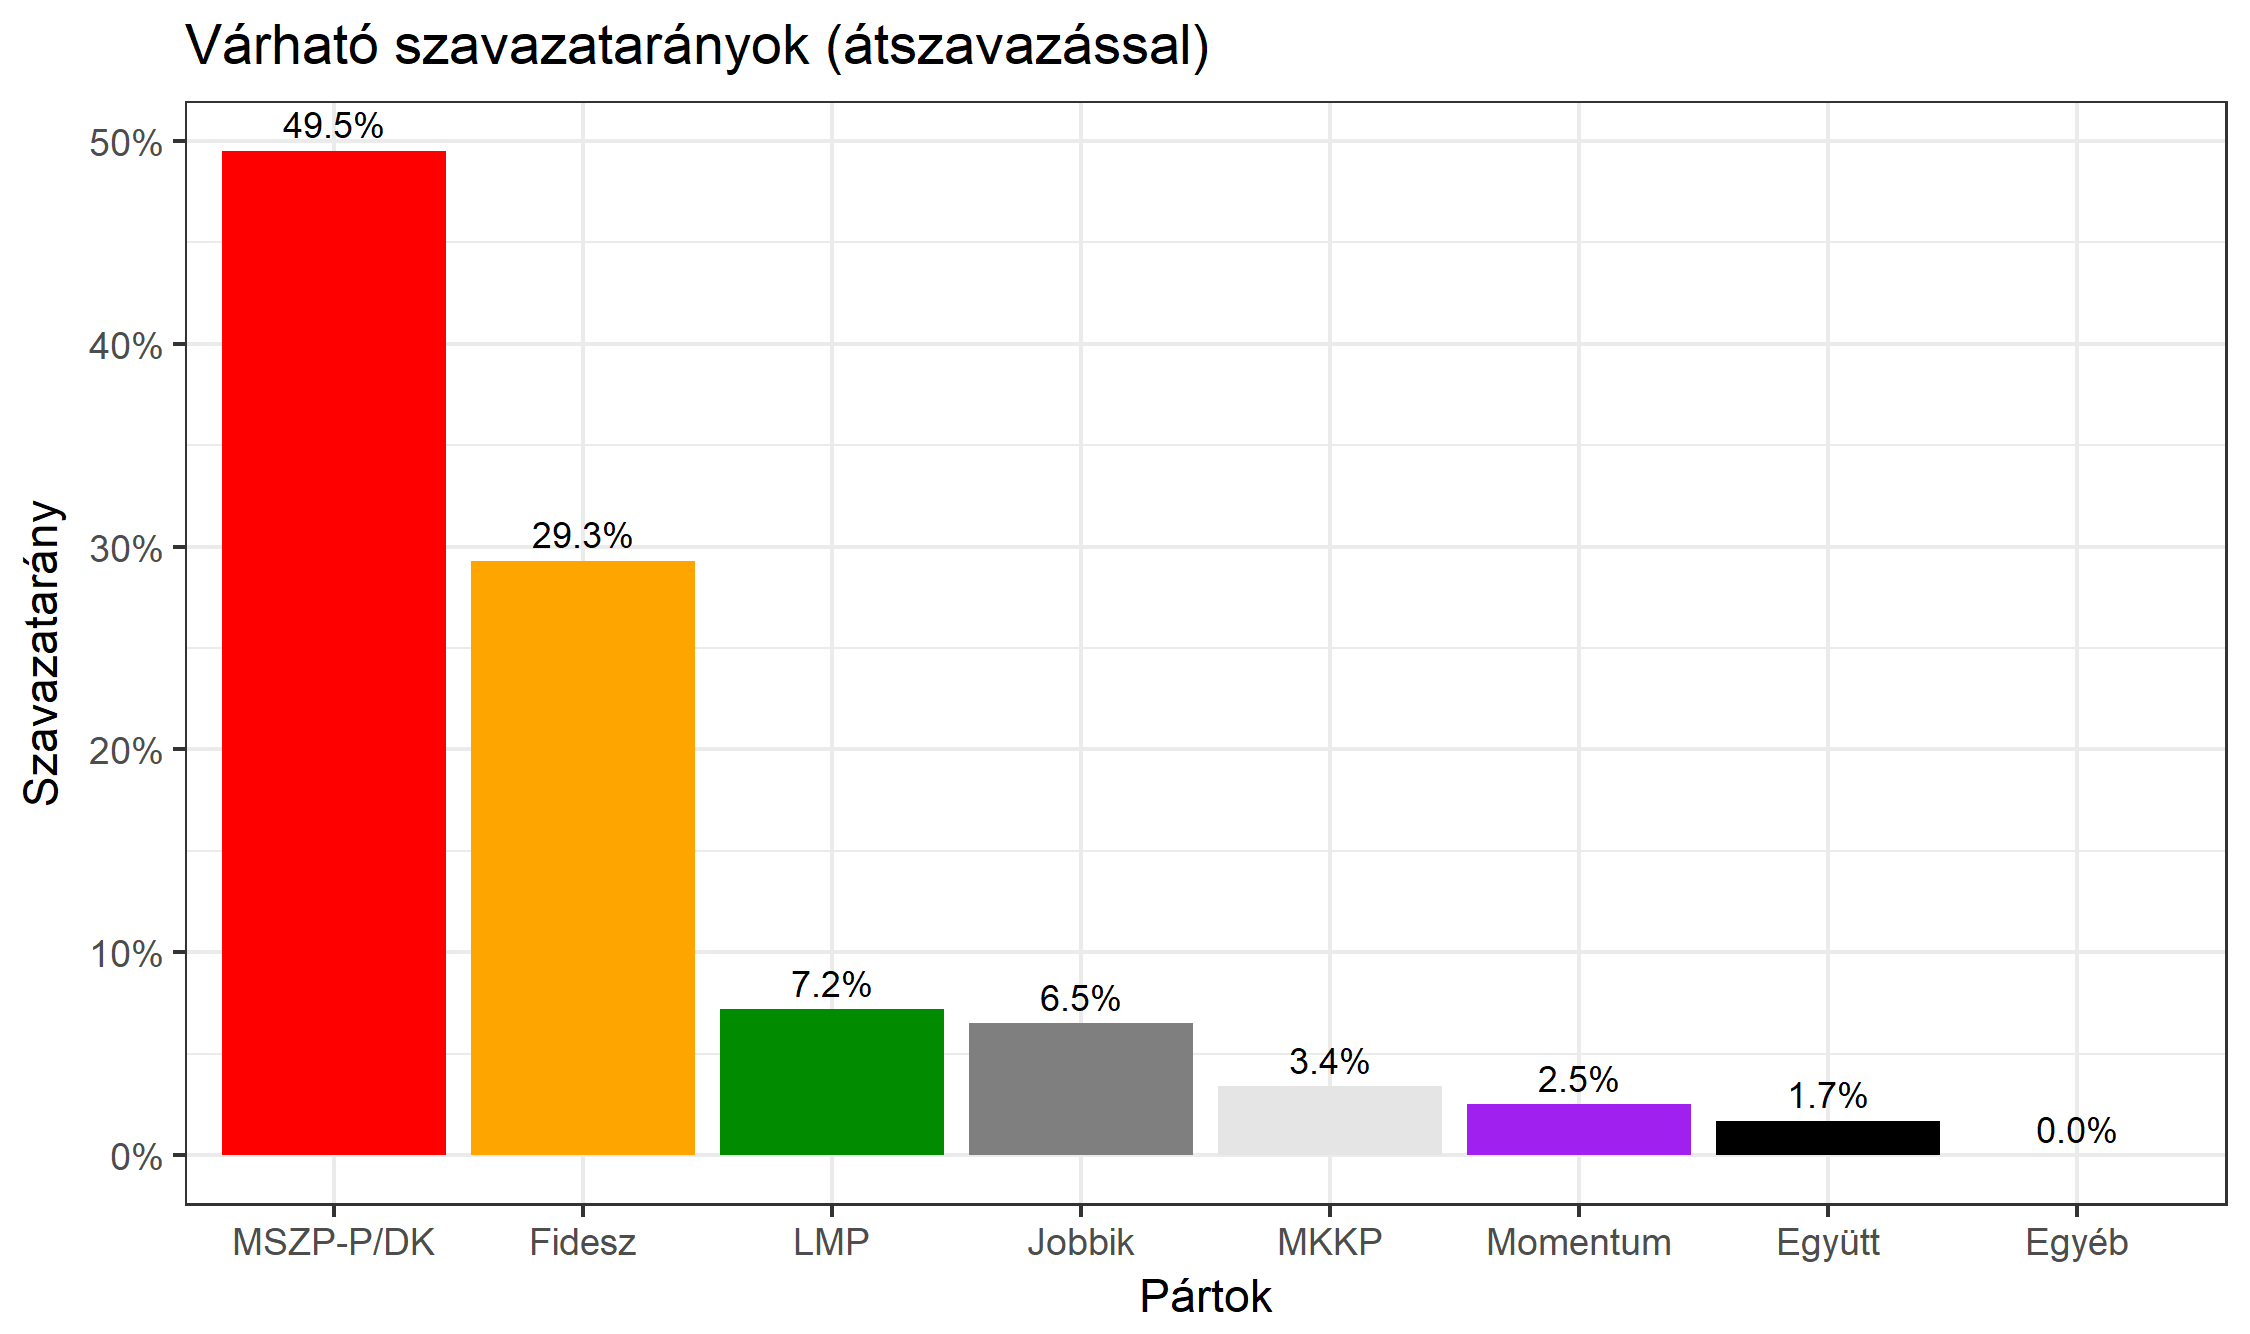 Várható szavazatarányok (átszavazással)
Szavazatarány
50%
40%
30%
20%
10%
0%
49.5%
29.3%
7.2%
6.5%
3.4%
2.5%
1.7%
0.0%
MSZP-P/DK
Fidesz
LMP
Jobbik
MKKP
Momentum
Együtt
Egyéb
Pártok